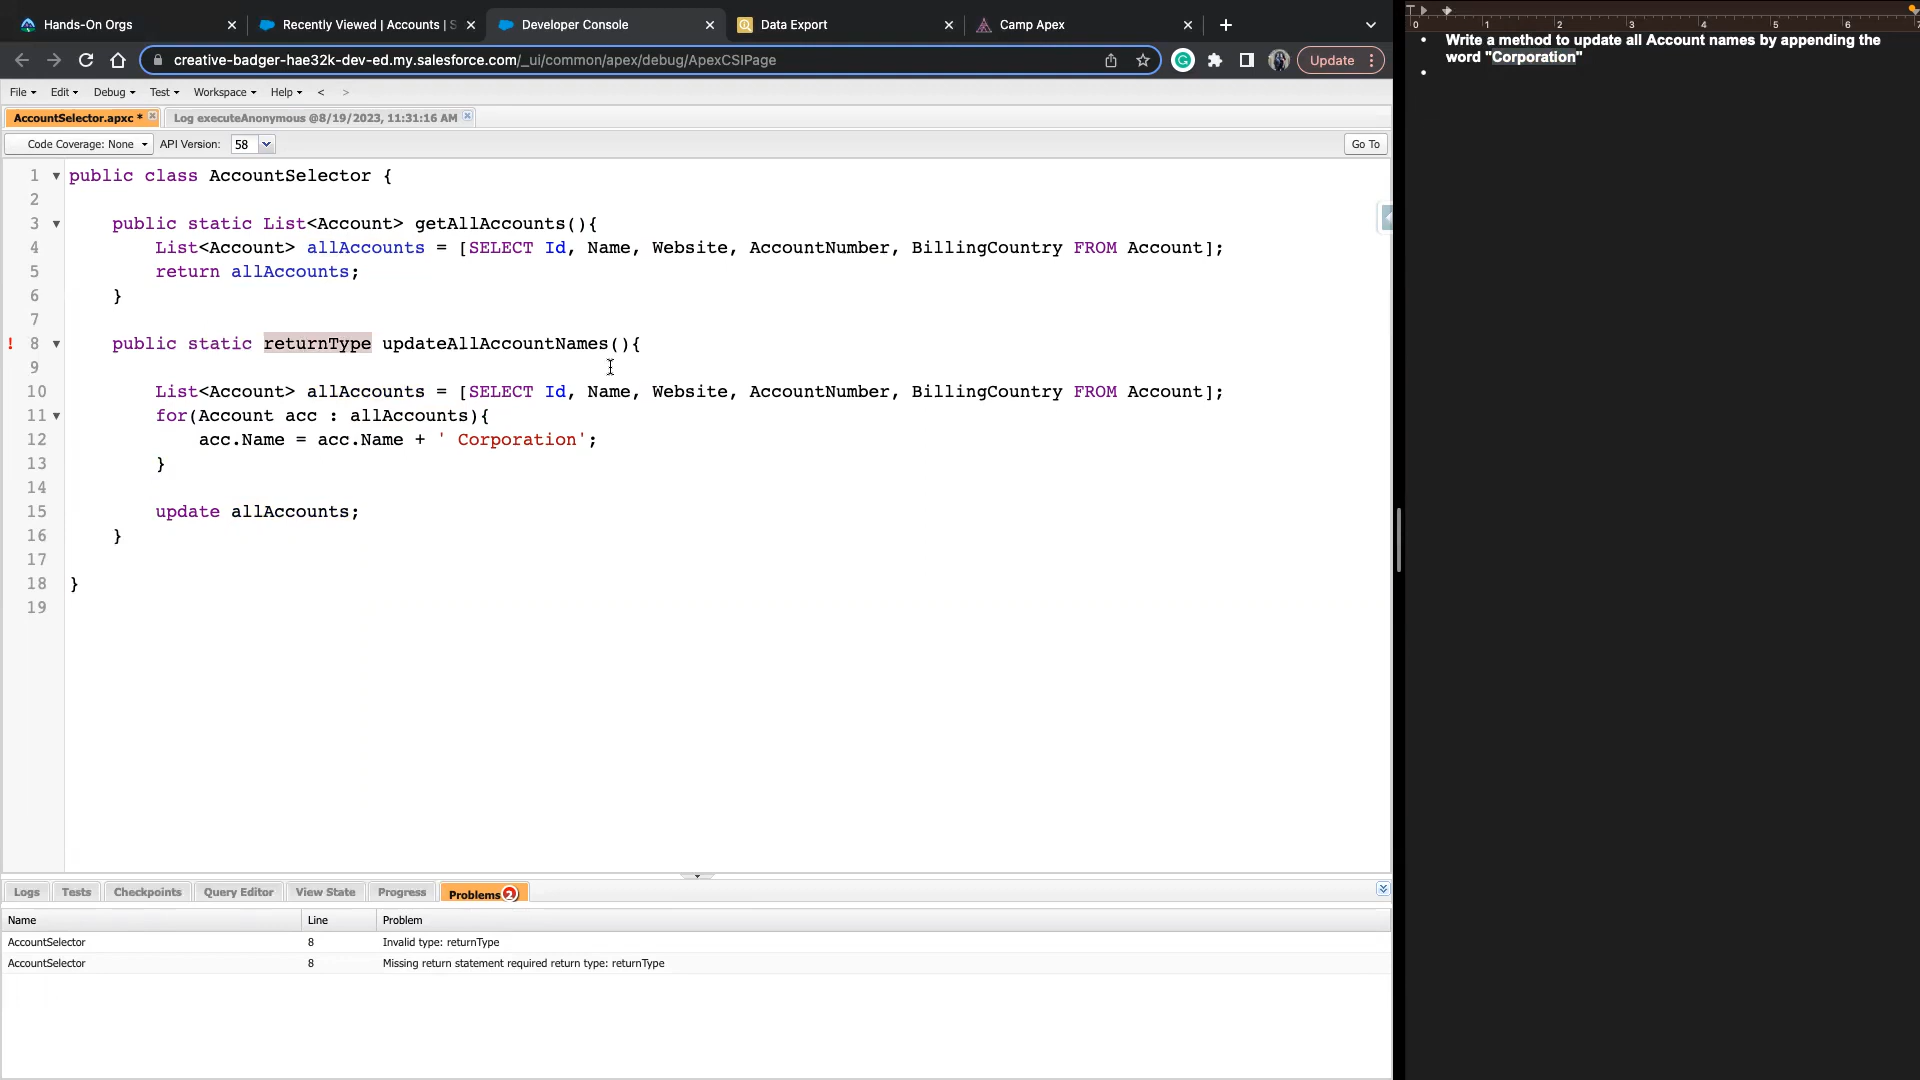 Hands-On Orgs
Recently Viewed | Accounts | S
Developer Console
Data Export
Camp Apex
creative-badger-hae32k-dev-ed.my.salesforce.com/_ui/common/apex/debug/ApexCSIPage
Update
File Edit Debug Test Workspace Help < >
AccountSelector.apxc *
Log executeAnonymous @8/19/2023, 11:31:16 AM
Code Coverage: None API Version: 58 Go To
1 public class AccountSelector {
2
3 public static List<Account> getAllAccounts(){
4 List<Account> allAccounts = [SELECT Id, Name, Website, AccountNumber, BillingCountry FROM Account];
5 return allAccounts;
6 }
7
! 8 public static returnType updateAllAccountNames(){
9
10 List<Account> allAccounts = [SELECT Id, Name, Website, AccountNumber, BillingCountry FROM Account];
11 for(Account acc : allAccounts){
12 acc.Name = acc.Name + ' Corporation';
13 }
14
15 update allAccounts;
16 }
17
18 }
19
Logs Tests Checkpoints Query Editor View State Progress Problems 2
Name Line Problem
AccountSelector 8 Invalid type: returnType
AccountSelector 8 Missing return statement required return type: returnType
0 1 2 3 4 5 6 7
• Write a method to update all Account names by appending the
word "Corporation"
•